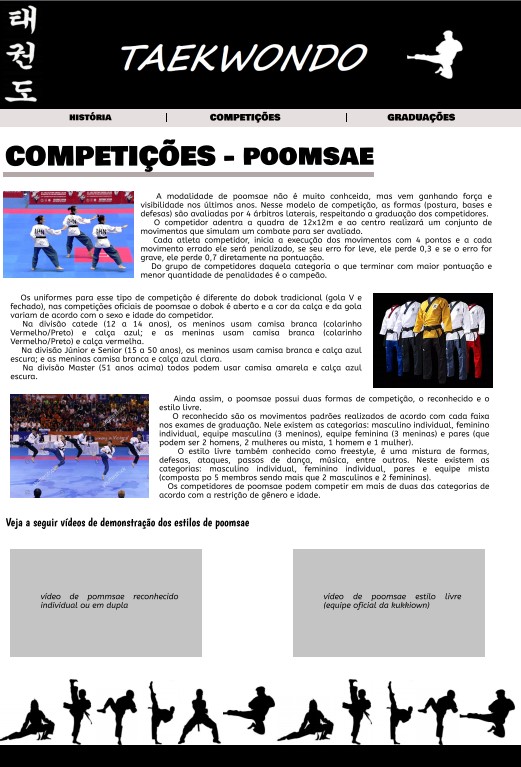 태
권
도
TAEKWONDO
HISTÓRIA
COMPETIÇÕES
GRADUAÇÕES
COMPETIÇÕES - POOMSAE
A modalidade de poomsae não é muito conhceida, mas vem ganhando força e
visibilidade nos últimos anos. Nesse modelo de competição, as formas (postura, bases e
defesas) são avaliadas por 4 árbitros laterais, respeitando a graduação dos competidores.
O competidor adentra a quadra de 12x12m e ao centro realizará um conjunto de
movimentos que simulam um combate para ser avaliado.
Cada atleta competidor, inicia a execução dos movimentos com 4 pontos e a cada
movimento errado ele será penalizado, se seu erro for leve, ele perde 0,3 e se o erro for
grave, ele perde 0,7 diretamente na pontuação.
Do grupo de competidores daquela categoria o que terminar com maior pontuação e
menor quantidade de penalidades é o campeão.
Os uniformes para esse tipo de competição é diferente do dobok tradicional (gola V e
fechado), nas competições oficiais de poomsae o dobok é aberto e a cor da calça e da gola
variam de acordo com o sexo e idade do competidor.
Na divisão catede (12 a 14 anos), os meninos usam camisa branca (colarinho
Vermelho/Preto) e calça azul; e as meninas usam camisa branca (colarinho
Vermelho/Preto) e calça vermelha.
Na divisão Júnior e Senior (15 a 50 anos), os meninos usam camisa branca e calça azul
escura; e as meninas camisa branca e calça azul clara.
Na divisão Master (51 anos acima) todos podem usar camisa amarela e calça azul
escura.
Ainda assim, o poomsae possui duas formas de competição, o reconhecido e o
estilo livre.
O reconhecido são os movimentos padrões realizados de acordo com cada faixa
nos exames de graduação. Nele existem as categorias: masculino individual, feminino
individual, equipe masculina (3 meninos), equipe feminina (3 meninas) e pares (que
podem ser 2 homens, 2 mulheres ou mista, 1 homem e 1 mulher).
O estilo livre também conhecido como freestyle, é uma mistura de formas,
defesas, ataques, passos de dança, música, entre outros. Neste existem as
categorias: masculino individual, feminino individual, pares e equipe mista
(composta po 5 membros sendo mais que 2 masculinos e 2 femininas).
Os competidores de poomsae podem competir em mais de duas das categorias de
acordo com a restrição de gênero e idade.
Veja a seguir vídeos de demonstração dos estilos de poomsae
vídeo de pommsae reconhecido
individual ou em dupla
vídeo de poomsae estilo livre
(equipe oficial da kukkiown)